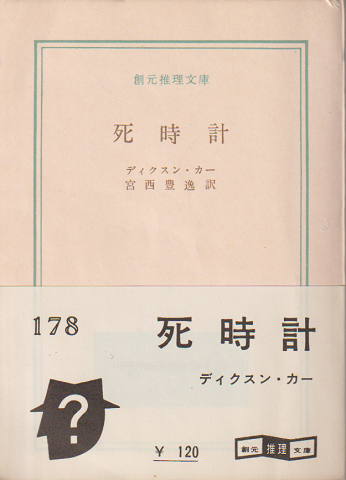 創元推理文庫
死時計
ディクスン・カー
宮西豊逸訳
178
死時計
ディクスン・カー
?
¥ 120
創元推理文庫